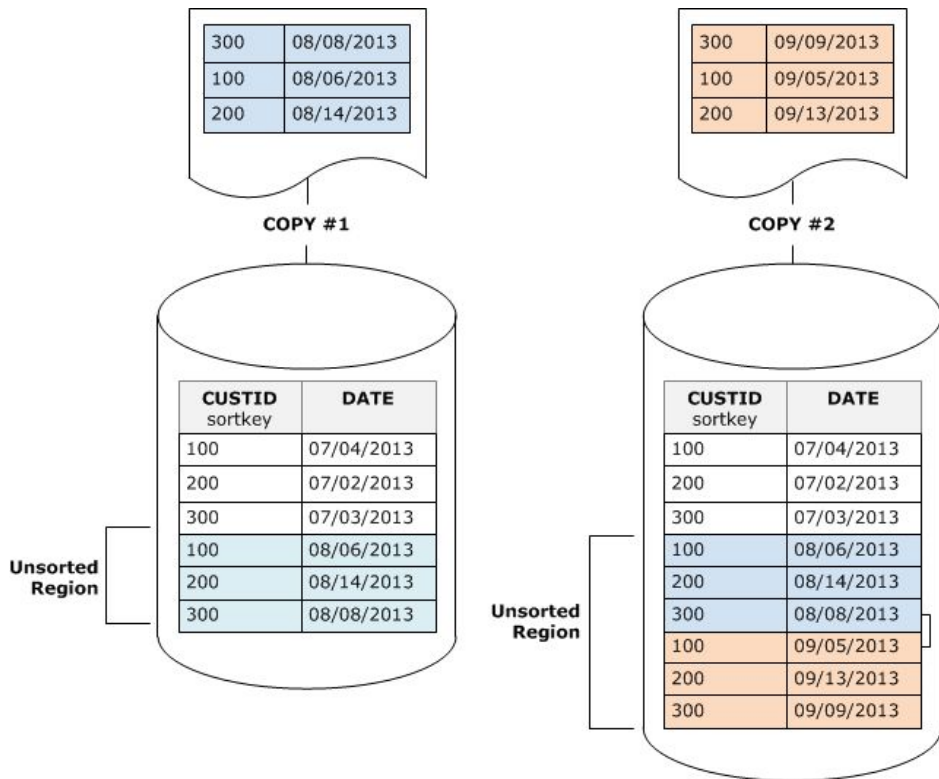 300 08/08/2013
100 08/06/2013
200 08/14/2013
COPY #1
CUSTID DATE
sortkey
100 07/04/2013
200 07/02/2013
300 07/03/2013
100 08/06/2013
200 08/14/2013
300 08/08/2013
Unsorted
Region
300 09/09/2013
100 09/05/2013
200 09/13/2013
COPY #2
CUSTID DATE
sortkey
100 07/04/2013
200 07/02/2013
300 07/03/2013
100 08/06/2013
200 08/14/2013
300 08/08/2013
100 09/05/2013
200 09/13/2013
300 09/09/2013
Unsorted
Region